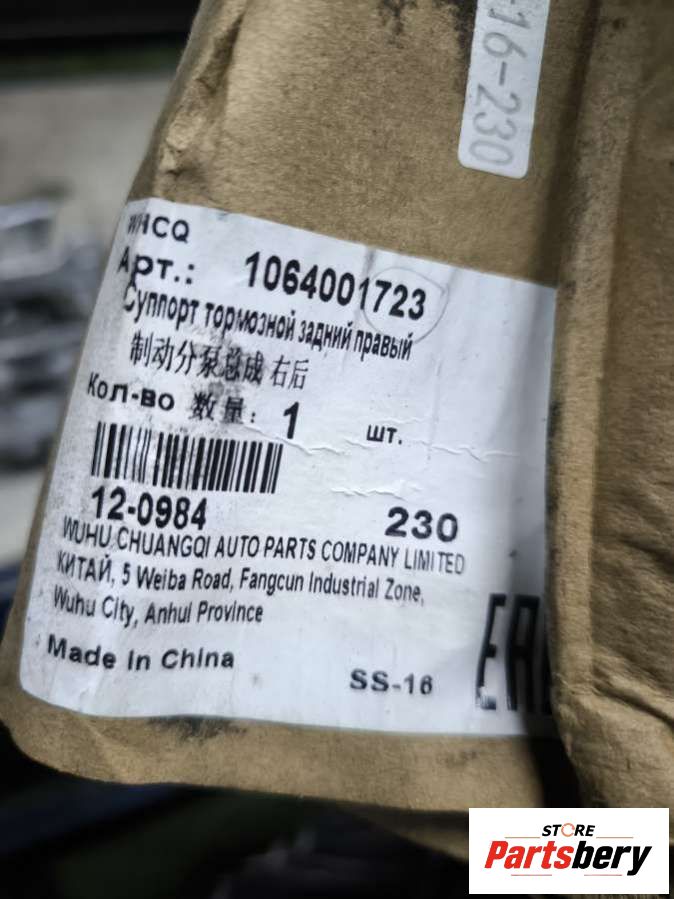 -16-230
WHCQ
Арт.: 1064001723
Суппорт тормозной задний правый
制动分泵总成 右后
Кол-во 数量: 1 шт.
12-0984 230
WUHU CHUANGQI AUTO PARTS COMPANY LIMITED
КИТАЙ, 5 Weiba Road, Fangcun Industrial Zone,
Wuhu City, Anhui Province
Made in China SS-16
EAC
STORE
Partsbery